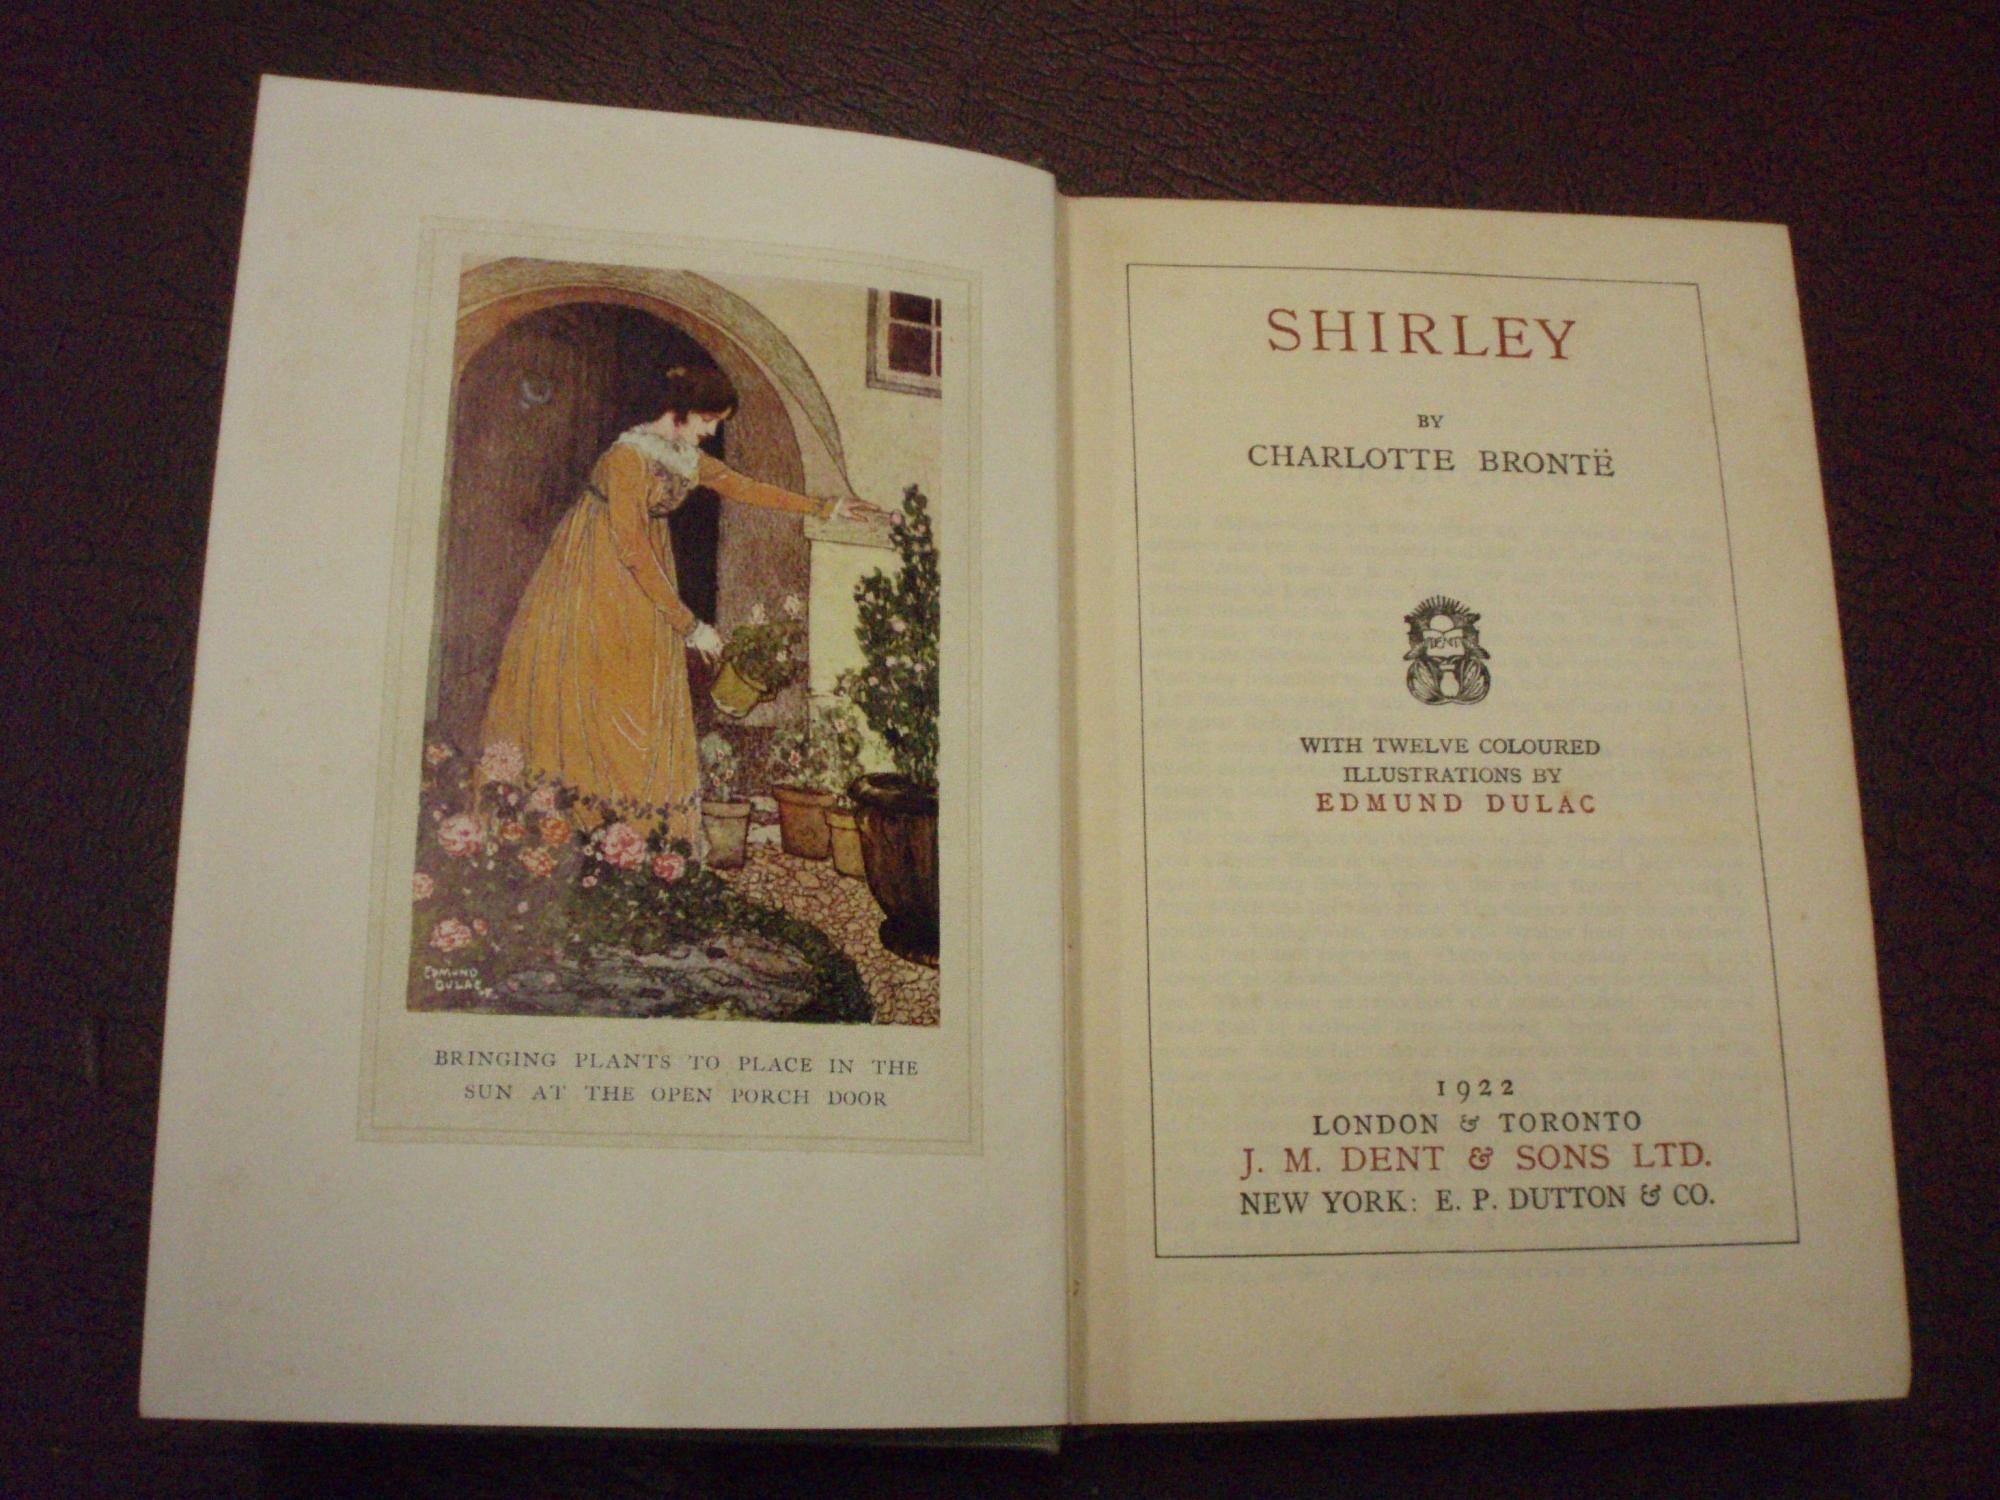 EDMUND
DULAC
BRINGING PLANTS TO PLACE IN THE
SUN AT THE OPEN PORCH DOOR
SHIRLEY
BY
CHARLOTTE BRONTË
DENT
WITH TWELVE COLOURED
ILLUSTRATIONS BY
EDMUND DULAC
1922
LONDON & TORONTO
J. M. DENT & SONS LTD.
NEW YORK: E. P. DUTTON & CO.